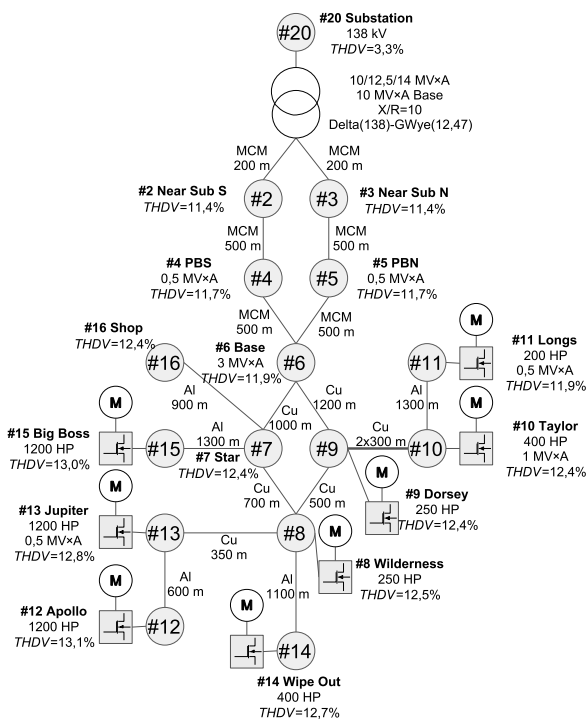 #20 Substation
138 kV
THDV=3,3%
#20
10/12,5/14 MV×A
10 MV×A Base
X/R=10
Delta(138)-GWye(12,47)
MCM
200 m
MCM
200 m
#2 Near Sub S
THDV=11,4%
#2
#3
#3 Near Sub N
THDV=11,4%
MCM
500 m
MCM
500 m
#4 PBS
0,5 MV×A
THDV=11,7%
#4
#5
#5 PBN
0,5 MV×A
THDV=11,7%
MCM
500 m
MCM
500 m
#16 Shop
THDV=12,4%
#16
#6 Base
3 MV×A
THDV=11,9%
#6
#11
M
#11 Longs
200 HP
0,5 MV×A
THDV=11,9%
Al
900 m
Cu
1000 m
Cu
1200 m
Al
1300 m
M
#15 Big Boss
1200 HP
THDV=13,0%
#15
Al
1300 m
#7
#7 Star
THDV=12,4%
#9
Cu
2x300 m
#10
M
#10 Taylor
400 HP
1 MV×A
THDV=12,4%
M
#9 Dorsey
250 HP
THDV=12,4%
Cu
700 m
Cu
500 m
M
#13 Jupiter
1200 HP
0,5 MV×A
THDV=12,8%
#13
Cu
350 m
#8
M
#8 Wilderness
250 HP
THDV=12,5%
Al
600 m
Al
1100 m
M
#12 Apollo
1200 HP
THDV=13,1%
#12
M
#14
#14 Wipe Out
400 HP
THDV=12,7%